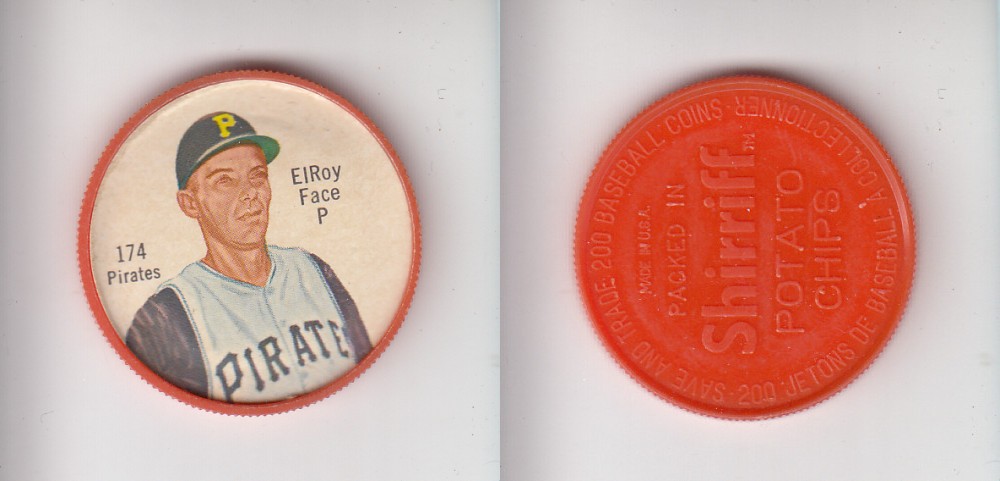 P
ElRoy
Face
P
174
Pirates
PIRATE
SAVE AND TRADE 200 BASEBALL COINS -
200 JETONS DE BASEBALL A COLLECTIONNER -
MADE IN U.S.A.
PACKED IN
Shirriff™
POTATO
CHIPS